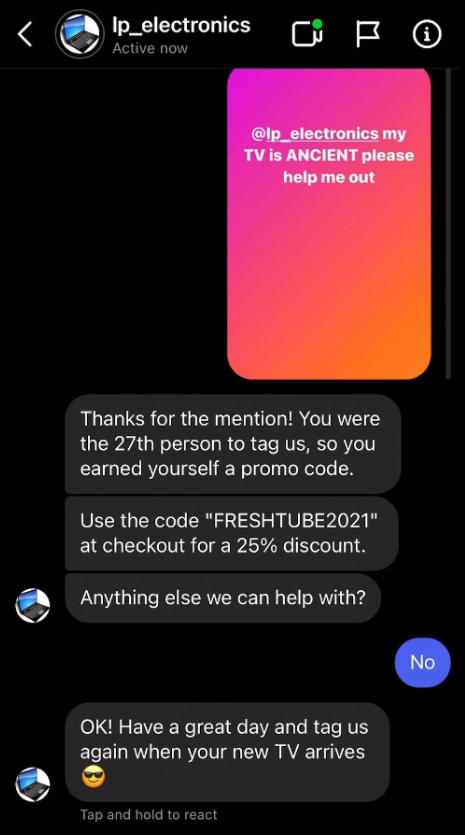 lp_electronics
Active now
@lp_electronics my
TV is ANCIENT please
help me out
Thanks for the mention! You were
the 27th person to tag us, so you
earned yourself a promo code.
Use the code "FRESHTUBE2021"
at checkout for a 25% discount.
Anything else we can help with?
No
OK! Have a great day and tag us
again when your new TV arrives
😎
Tap and hold to react